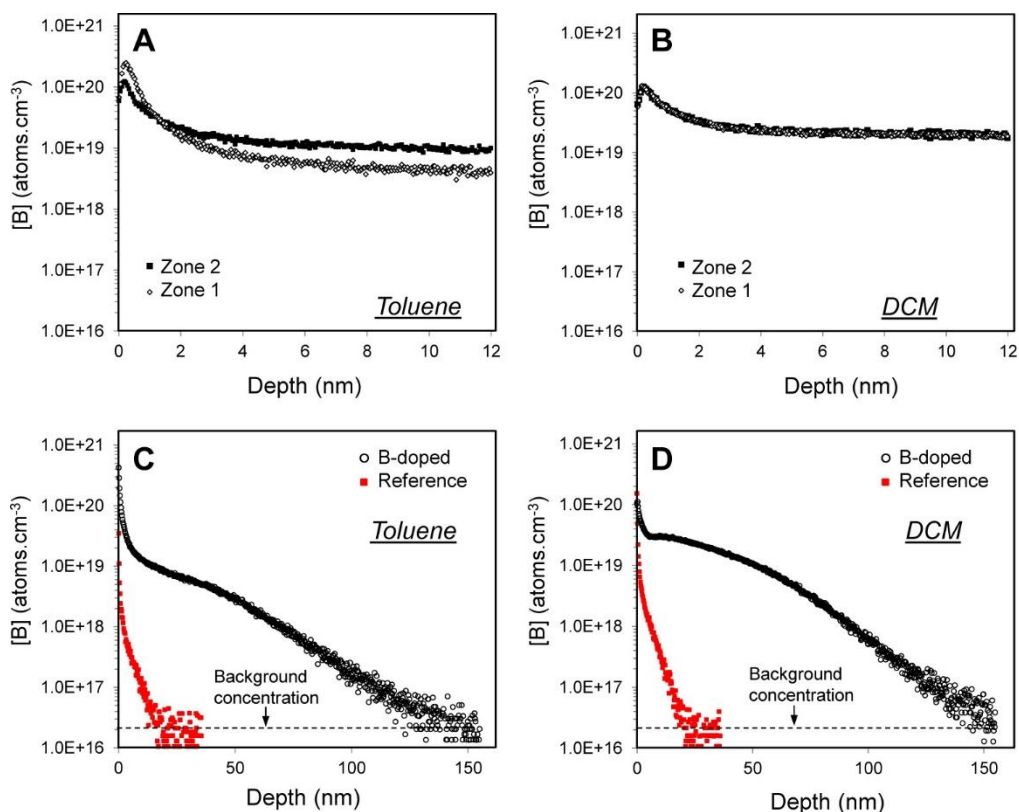 A
[B] (atoms.cm-3)
1.0E+21
1.0E+20
1.0E+19
1.0E+18
1.0E+17
1.0E+16
Zone 2
Zone 1
Toluene
0 2 4 6 8 10 12
Depth (nm)
B
[B] (atoms.cm-3)
1.0E+21
1.0E+20
1.0E+19
1.0E+18
1.0E+17
1.0E+16
Zone 2
Zone 1
DCM
0 2 4 6 8 10 12
Depth (nm)
C
[B] (atoms.cm-3)
1.0E+21
1.0E+20
1.0E+19
1.0E+18
1.0E+17
1.0E+16
B-doped
Reference
Toluene
Background
concentration
0 50 100 150
Depth (nm)
D
[B] (atoms.cm-3)
1.0E+21
1.0E+20
1.0E+19
1.0E+18
1.0E+17
1.0E+16
B-doped
Reference
DCM
Background
concentration
0 50 100 150
Depth (nm)